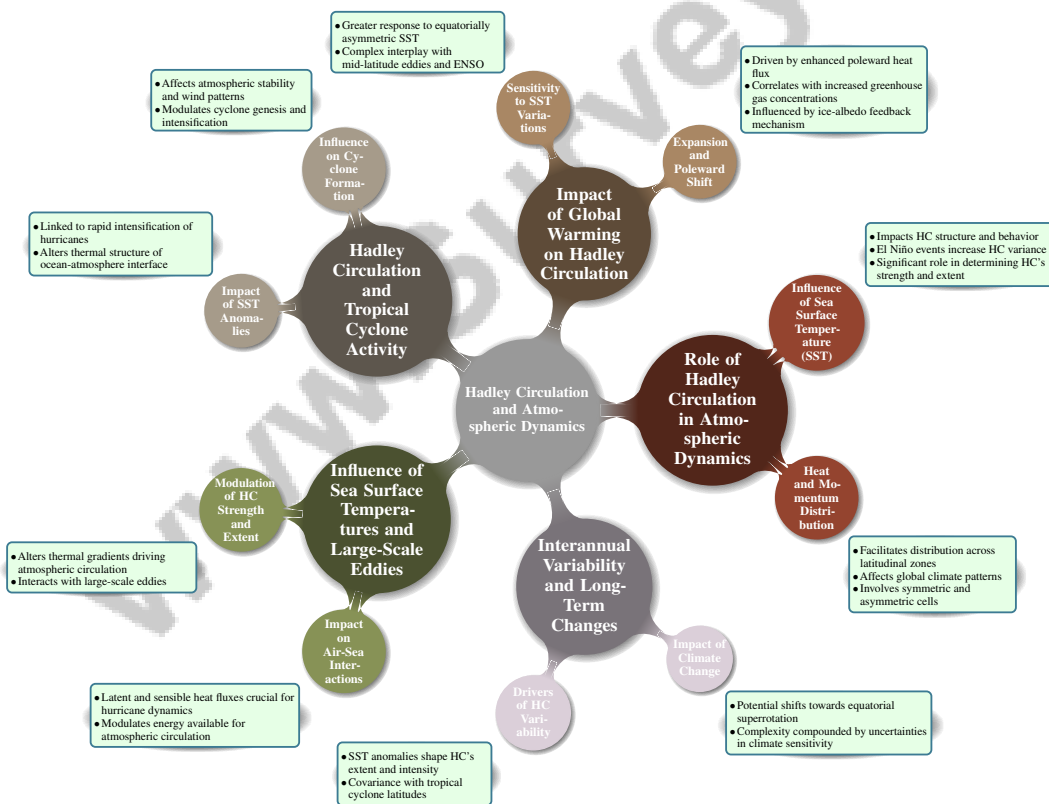 • Greater response to equatorially
asymmetric SST
• Complex interplay with
mid-latitude eddies and ENSO
• Driven by enhanced poleward heat
flux
• Correlates with increased greenhouse
gas concentrations
• Influenced by ice-albedo feedback
mechanism
• Affects atmospheric stability
and wind patterns
• Modulates cyclone genesis and
intensification
Sensitivity
to SST
Varia-
tions
Expansion
and
Poleward
Shift
Influence
on Cy-
clone
Forma-
tion
Impact
of Global
Warming
on Hadley
Circulation
• Linked to rapid intensification of
hurricanes
• Alters thermal structure of
ocean-atmosphere interface
• Impacts HC structure and behavior
• El Niño events increase HC variance
• Significant role in determining HC's
strength and extent
Hadley
Circulation
and
Tropical
Cyclone
Activity
Impact
of SST
Anoma-
lies
Influence
of Sea
Surface
Temper-
ature
(SST)
Hadley Circulation
and Atmo-
spheric Dynamics
Role of
Hadley
Circulation
in Atmo-
spheric
Dynamics
Heat
and Mo-
mentum
Distri-
bution
Modulation
of HC
Strength
and
Extent
Influence of
Sea Surface
Tempera-
tures and
Large-Scale
Eddies
Interannual
Variability
and Long-
Term
Changes
• Alters thermal gradients driving
atmospheric circulation
• Interacts with large-scale eddies
• Facilitates distribution across
latitudinal zones
• Affects global climate patterns
• Involves symmetric and
asymmetric cells
Impact
on
Air-Sea
Inter-
actions
Impact of
Climate
Change
Drivers
of HC
Vari-
ability
• Latent and sensible heat fluxes crucial for
hurricane dynamics
• Modulates energy available for
atmospheric circulation
• Potential shifts towards equatorial
superrotation
• Complexity compounded by uncertainties
in climate sensitivity
• SST anomalies shape HC's
extent and intensity
• Covariance with tropical
cyclone latitudes
www.survey